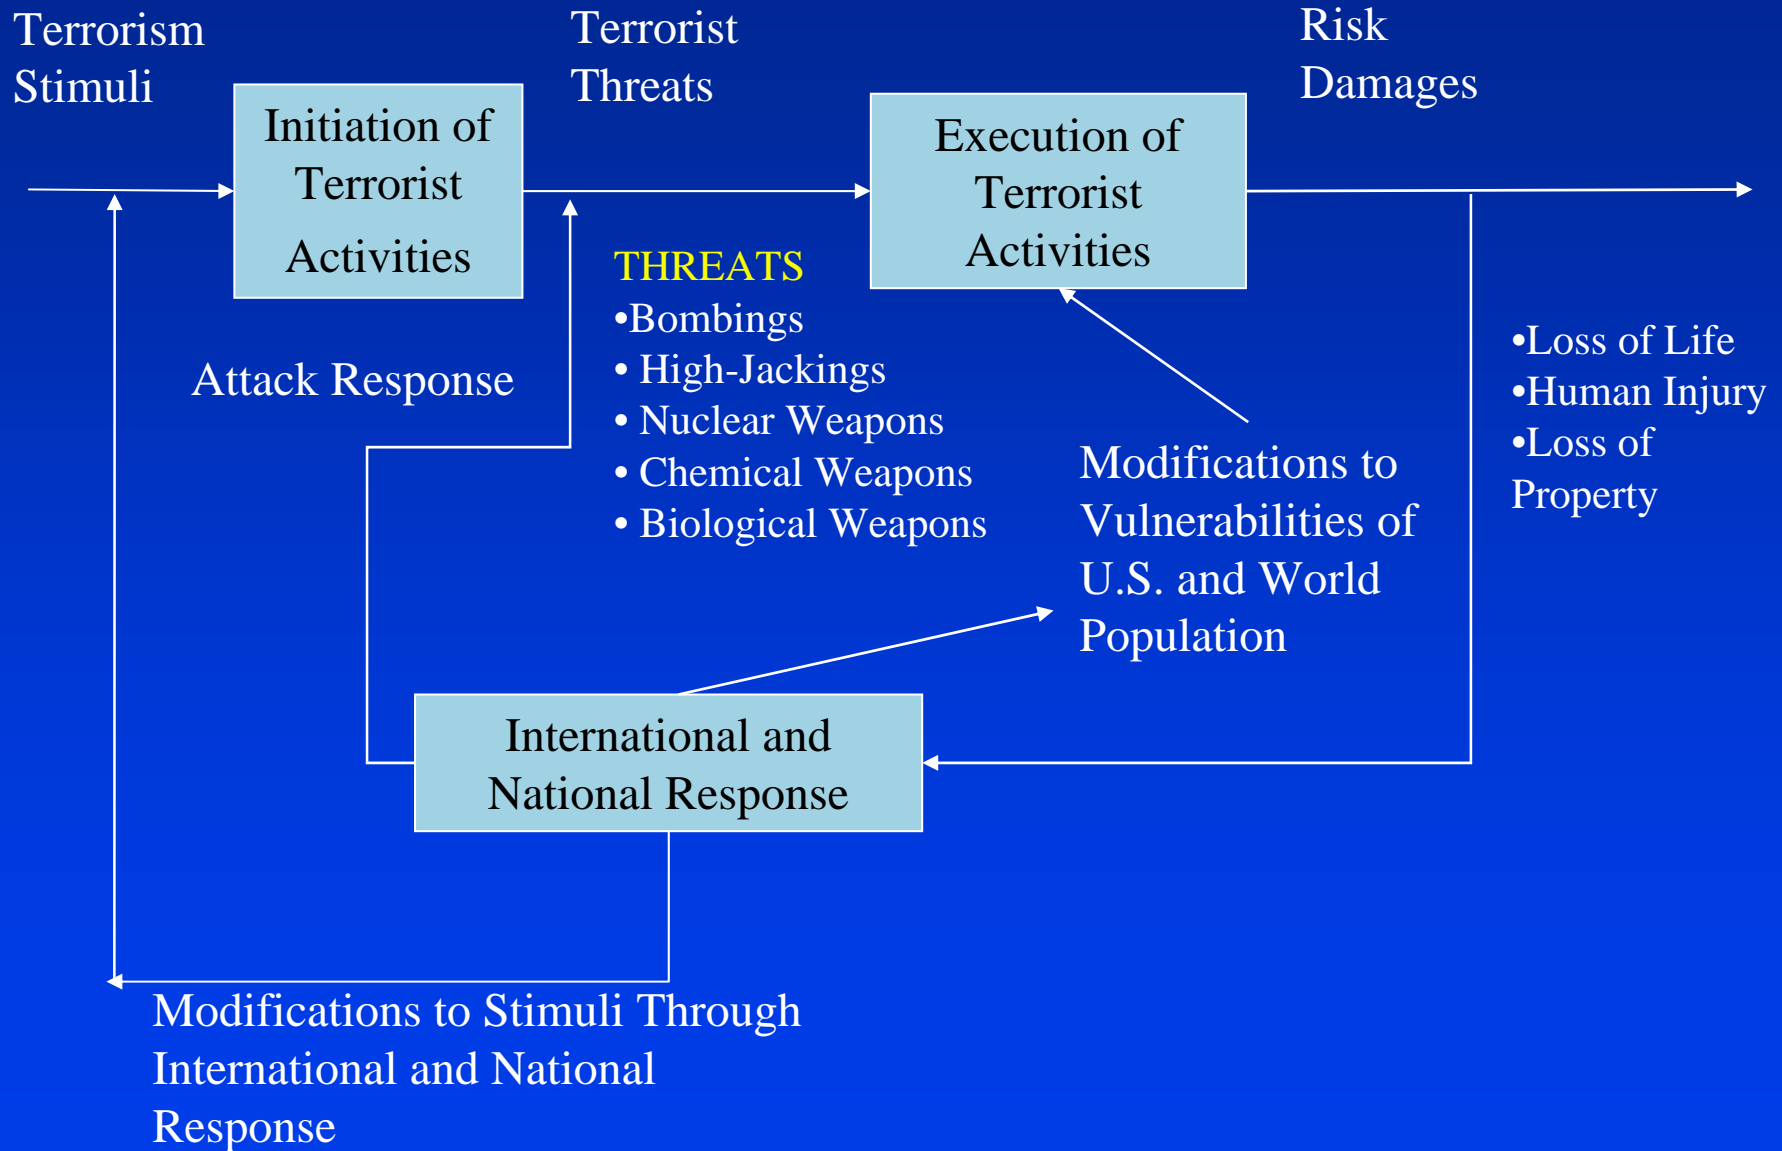 Terrorism
Stimuli
Terrorist
Threats
Risk
Damages
Initiation of
Terrorist
Activities
Execution of
Terrorist
Activities
THREATS
•Bombings
• High-Jackings
• Nuclear Weapons
• Chemical Weapons
• Biological Weapons
Attack Response
•Loss of Life
•Human Injury
•Loss of
Property
Modifications to
Vulnerabilities of
U.S. and World
Population
International and
National Response
Modifications to Stimuli Through
International and National
Response